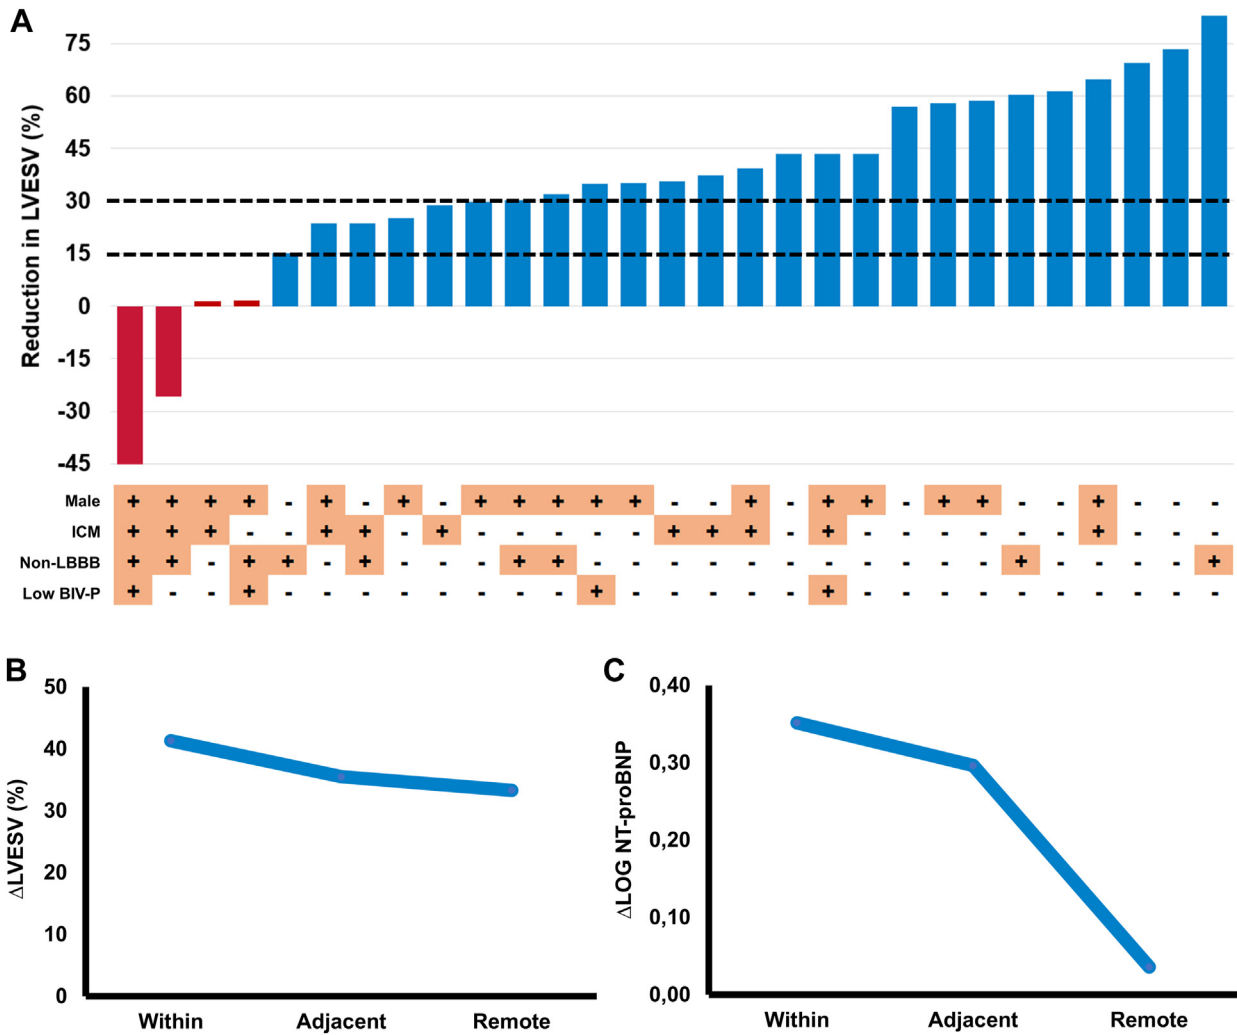 A
Reduction in LVESV (%)
75
60
45
30
15
0
-15
-30
-45
Male + + + + - + - + - + + + + + - - + - + + - + + - - + - - -
ICM + + + - - + + - + - - - - - + + + - + - - - - - - + - - -
Non-LBBB + + - + + - + - - - + + - - - - - - - - - - - + - - - - +
Low BIV-P + - - + - - - - - - - - + - - - - - + - - - - - - - - - -
B
ΔLVESV (%)
50
40
30
20
10
0
Within Adjacent Remote
C
ΔLOG NT-proBNP
0,40
0,30
0,20
0,10
0,00
Within Adjacent Remote